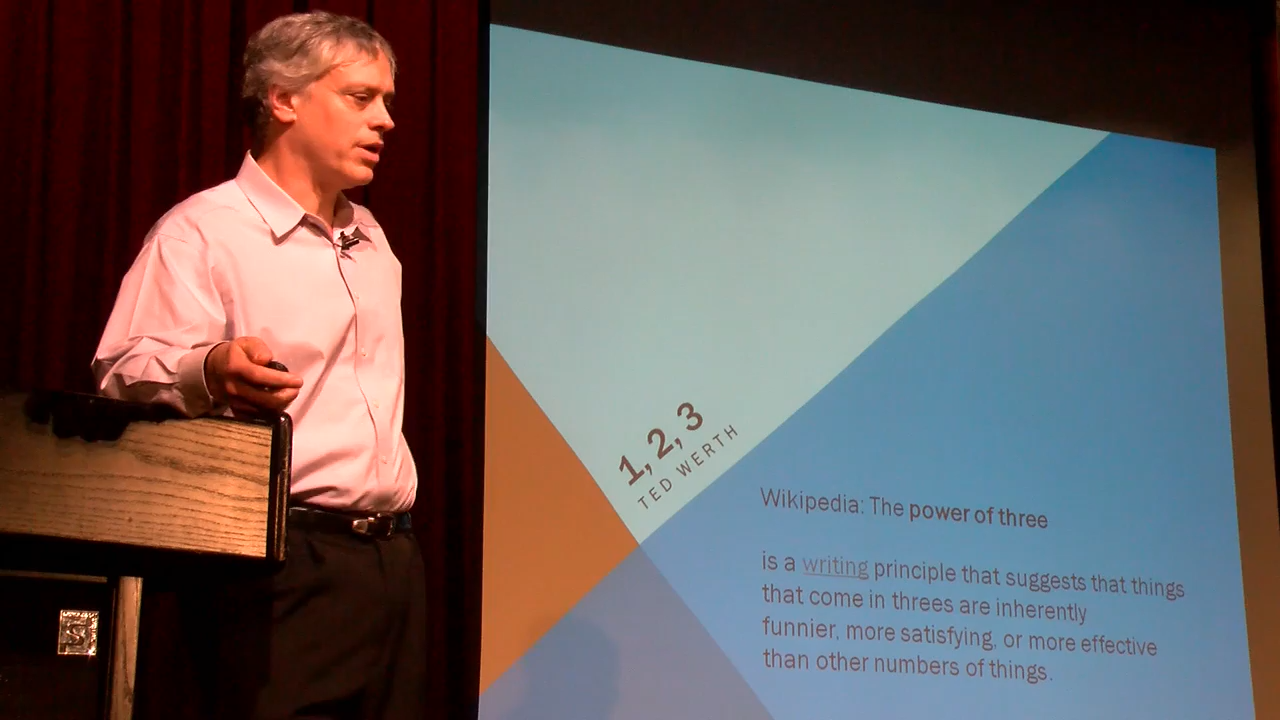 1, 2, 3
TED WERTH
Wikipedia: The power of three
is a writing principle that suggests that things
that come in threes are inherently
funnier, more satisfying, or more effective
than other numbers of things.
S